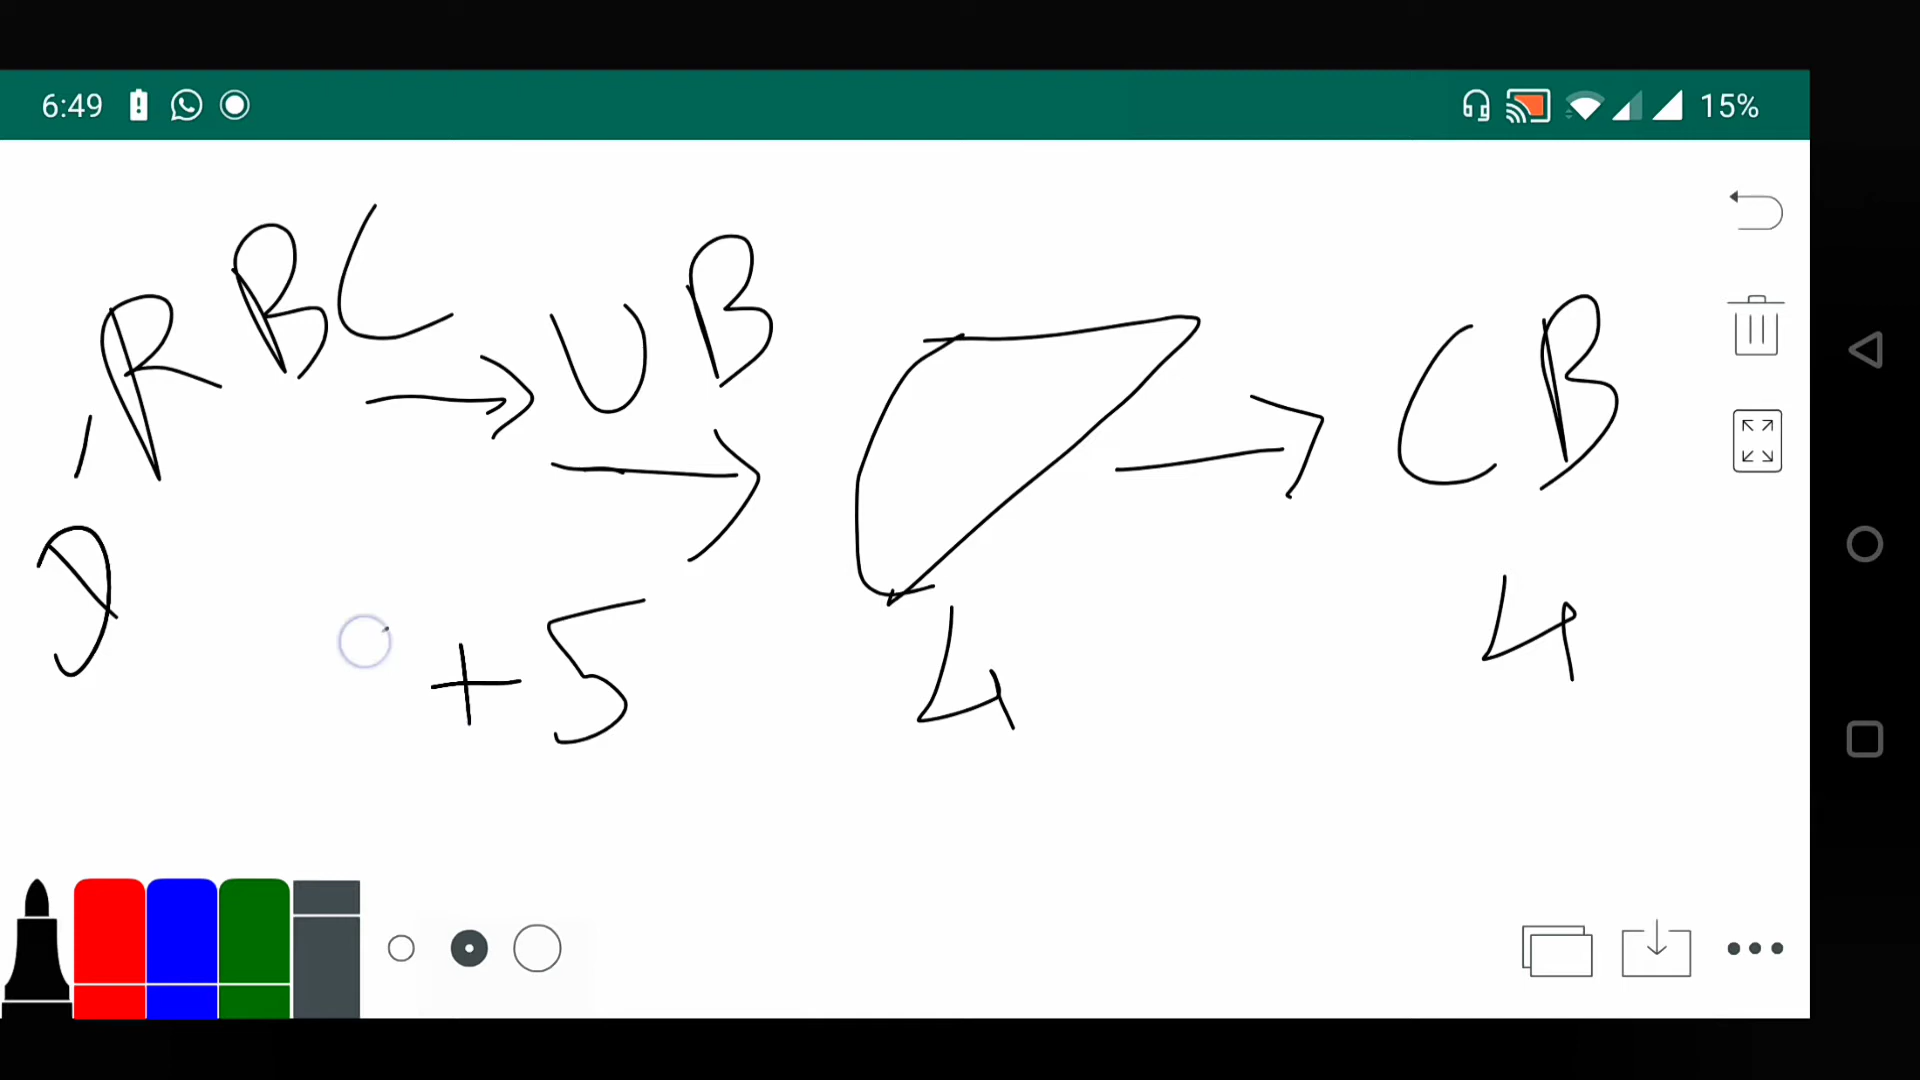 6:49 15%
RBC → UB → → CB
+5 4 4